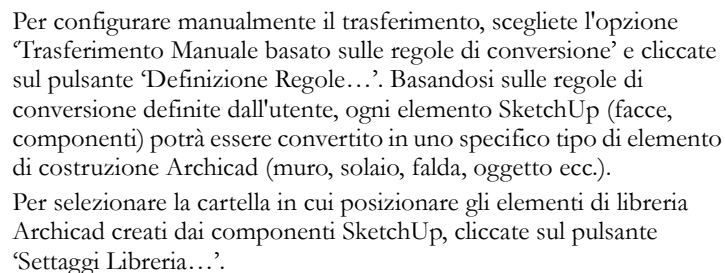 Per configurare manualmente il trasferimento, scegliete l'opzione
‘Trasferimento Manuale basato sulle regole di conversione’ e cliccate
sul pulsante ‘Definizione Regole…’. Basandosi sulle regole di
conversione definite dall'utente, ogni elemento SketchUp (facce,
componenti) potrà essere convertito in uno specifico tipo di elemento
di costruzione Archicad (muro, solaio, falda, oggetto ecc.).
Per selezionare la cartella in cui posizionare gli elementi di libreria
Archicad creati dai componenti SketchUp, cliccate sul pulsante
‘Settaggi Libreria…’.